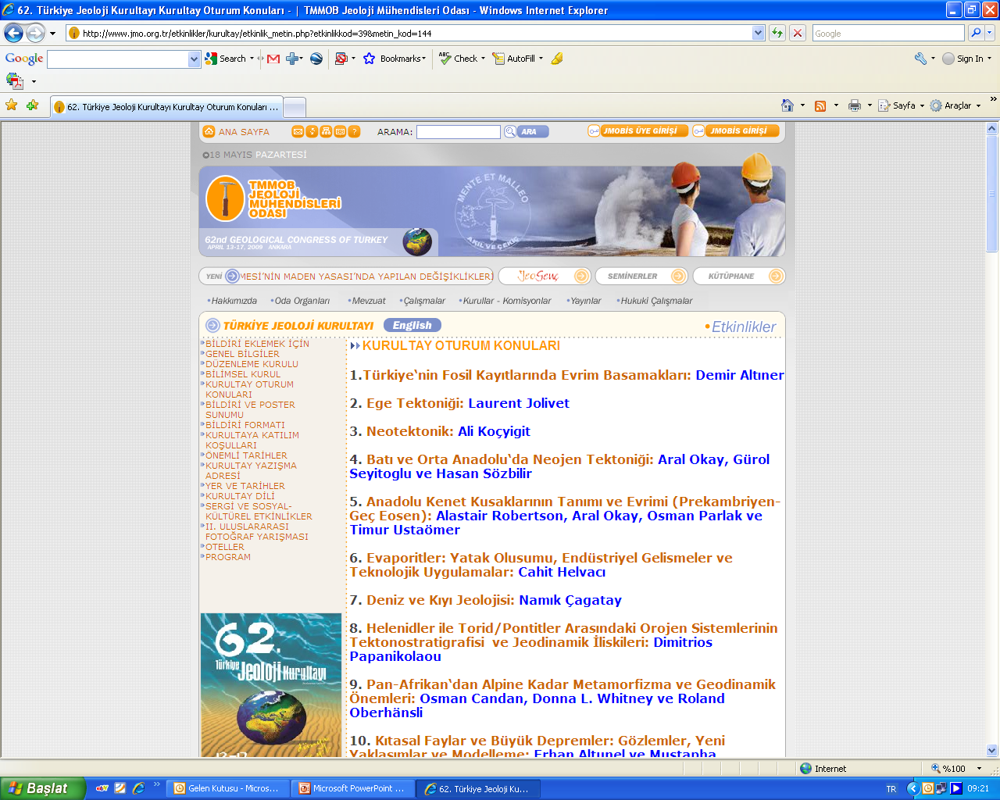 62. Türkiye Jeoloji Kurultayı Kurultay Oturum Konuları - | TMMOB Jeoloji Mühendisleri Odası - Windows Internet Explorer
http://www.jmo.org.tr/etkinlikler/kurultay/etkinlik_metin.php?etkinlikkod=39&metin_kod=144
Google
Google Search Bookmarks Check AutoFill Sign In
62. Türkiye Jeoloji Kurultayı Kurultay Oturum Konuları ...
Sayfa Araçlar
ANA SAYFA ARAMA: ARA JMOBİS ÜYE GİRİŞİ JMOBİS GİRİŞİ
18 MAYIS PAZARTESİ
TMMOB
JEOLOJİ
MÜHENDİSLERİ
ODASI
MENTE ET MALLEO
AKIL VE ÇEKİÇ
62nd GEOLOGICAL CONGRESS OF TURKEY
APRIL 13-17, 2009 ANKARA
YENİ MESİ'NİN MADEN YASASI'NDA YAPILAN DEĞİŞİKLİKLERİ JeoGenç SEMİNERLER KÜTÜPHANE
•Hakkımızda •Oda Organları •Mevzuat •Çalışmalar •Kurullar - Komisyonlar •Yayınlar •Hukuki Çalışmalar
TÜRKİYE JEOLOJİ KURULTAYI English •Etkinlikler
BİLDİRİ EKLEMEK İÇİN
GENEL BİLGİLER
DÜZENLEME KURULU
BİLİMSEL KURUL
KURULTAY OTURUM
KONULARI
BİLDİRİ VE POSTER
SUNUMU
BİLDİRİ FORMATI
KURULTAYA KATILIM
KOŞULLARI
ÖNEMLİ TARİHLER
KURULTAY YAZIŞMA
ADRESİ
YER VE TARİHLER
KURULTAY DİLİ
SERGİ VE SOSYAL-
KÜLTÜREL ETKİNLİKLER
II. ULUSLARARASI
FOTOĞRAF YARIŞMASI
OTELLER
PROGRAM
62.
Türkiye
Jeoloji Kurultayı
13-17
KURULTAY OTURUM KONULARI
1.Türkiye'nin Fosil Kayıtlarında Evrim Basamakları: Demir Altıner
2. Ege Tektoniği: Laurent Jolivet
3. Neotektonik: Ali Koçyigit
4. Batı ve Orta Anadolu'da Neojen Tektoniği: Aral Okay, Gürol
Seyitoglu ve Hasan Sözbilir
5. Anadolu Kenet Kusaklarının Tanımı ve Evrimi (Prekambriyen-
Geç Eosen): Alastair Robertson, Aral Okay, Osman Parlak ve
Timur Ustaömer
6. Evaporitler: Yatak Olusumu, Endüstriyel Gelismeler ve
Teknolojik Uygulamalar: Cahit Helvacı
7. Deniz ve Kıyı Jeolojisi: Namık Çagatay
8. Helenidler ile Torid/Pontitler Arasındaki Orojen Sistemlerinin
Tektonostratigrafisi ve Jeodinamik İliskileri: Dimitrios
Papanikolaou
9. Pan-Afrikan'dan Alpine Kadar Metamorfizma ve Geodinamik
Önemleri: Osman Candan, Donna L. Whitney ve Roland
Oberhänsli
10. Kıtasal Faylar ve Büyük Depremler: Gözlemler, Yeni
Yaklaşımlar ve Modelleme: Erhan Altunel ve Mustapha
Internet %100
Başlat Gelen Kutusu - Micros... Microsoft PowerPoint ... 62. Türkiye Jeoloji Ku... TR 09:21